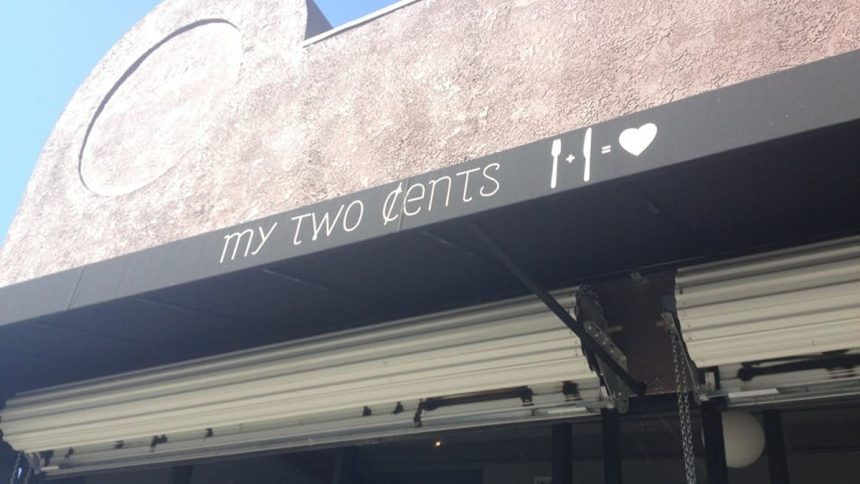 my two ¢ents + = ♥